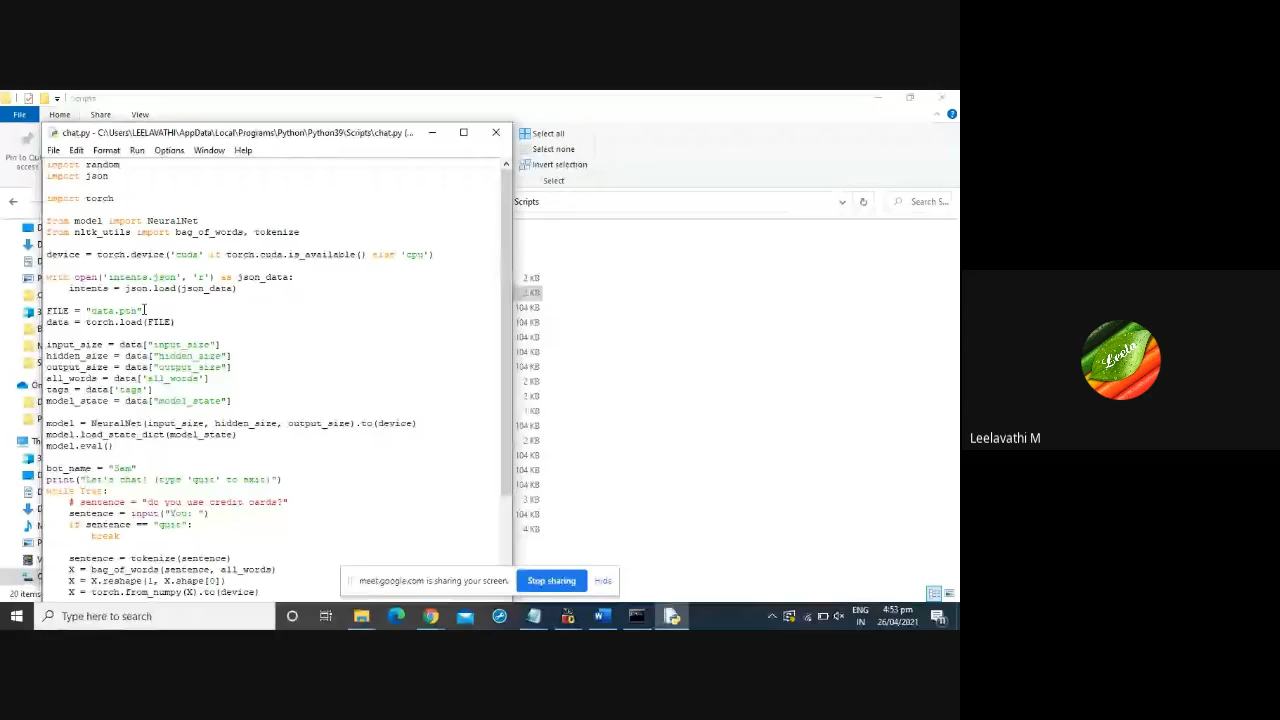 Scripts
File Home Share View
chat.py - C:\Users\LEELAVATHI\AppData\Local\Programs\Python\Python39\Scripts\chat.py (...
File Edit Format Run Options Window Help
Pin to Qu
access
Select all
Select none
Invert selection
Select
Scripts
Search S...
import random
import json
import torch
from model import NeuralNet
from nltk_utils import bag_of_words, tokenize
device = torch.device('cuda' if torch.cuda.is_available() else 'cpu')
with open('intents.json', 'r') as json_data:
intents = json.load(json_data)
FILE = "data.pth"
data = torch.load(FILE)
input_size = data["input_size"]
hidden_size = data["hidden_size"]
output_size = data["output_size"]
all_words = data['all_words']
tags = data['tags']
model_state = data["model_state"]
model = NeuralNet(input_size, hidden_size, output_size).to(device)
model.load_state_dict(model_state)
model.eval()
bot_name = "Sam"
print("Let's chat! (type 'quit' to exit)")
while True:
# sentence = "do you use credit cards?"
sentence = input("You: ")
if sentence == "quit":
break
sentence = tokenize(sentence)
X = bag_of_words(sentence, all_words)
X = X.reshape(1, X.shape[0])
X = torch.from_numpy(X).to(device)
2 KB
104 KB
104 KB
104 KB
104 KB
104 KB
2 KB
2 KB
1 KB
104 KB
2 KB
104 KB
104 KB
104 KB
3 KB
104 KB
4 KB
20 items
meet.google.com is sharing your screen.
Stop sharing
Hide
Type here to search
ENG
IN
4:53 pm
26/04/2021
Leela
Leelavathi M